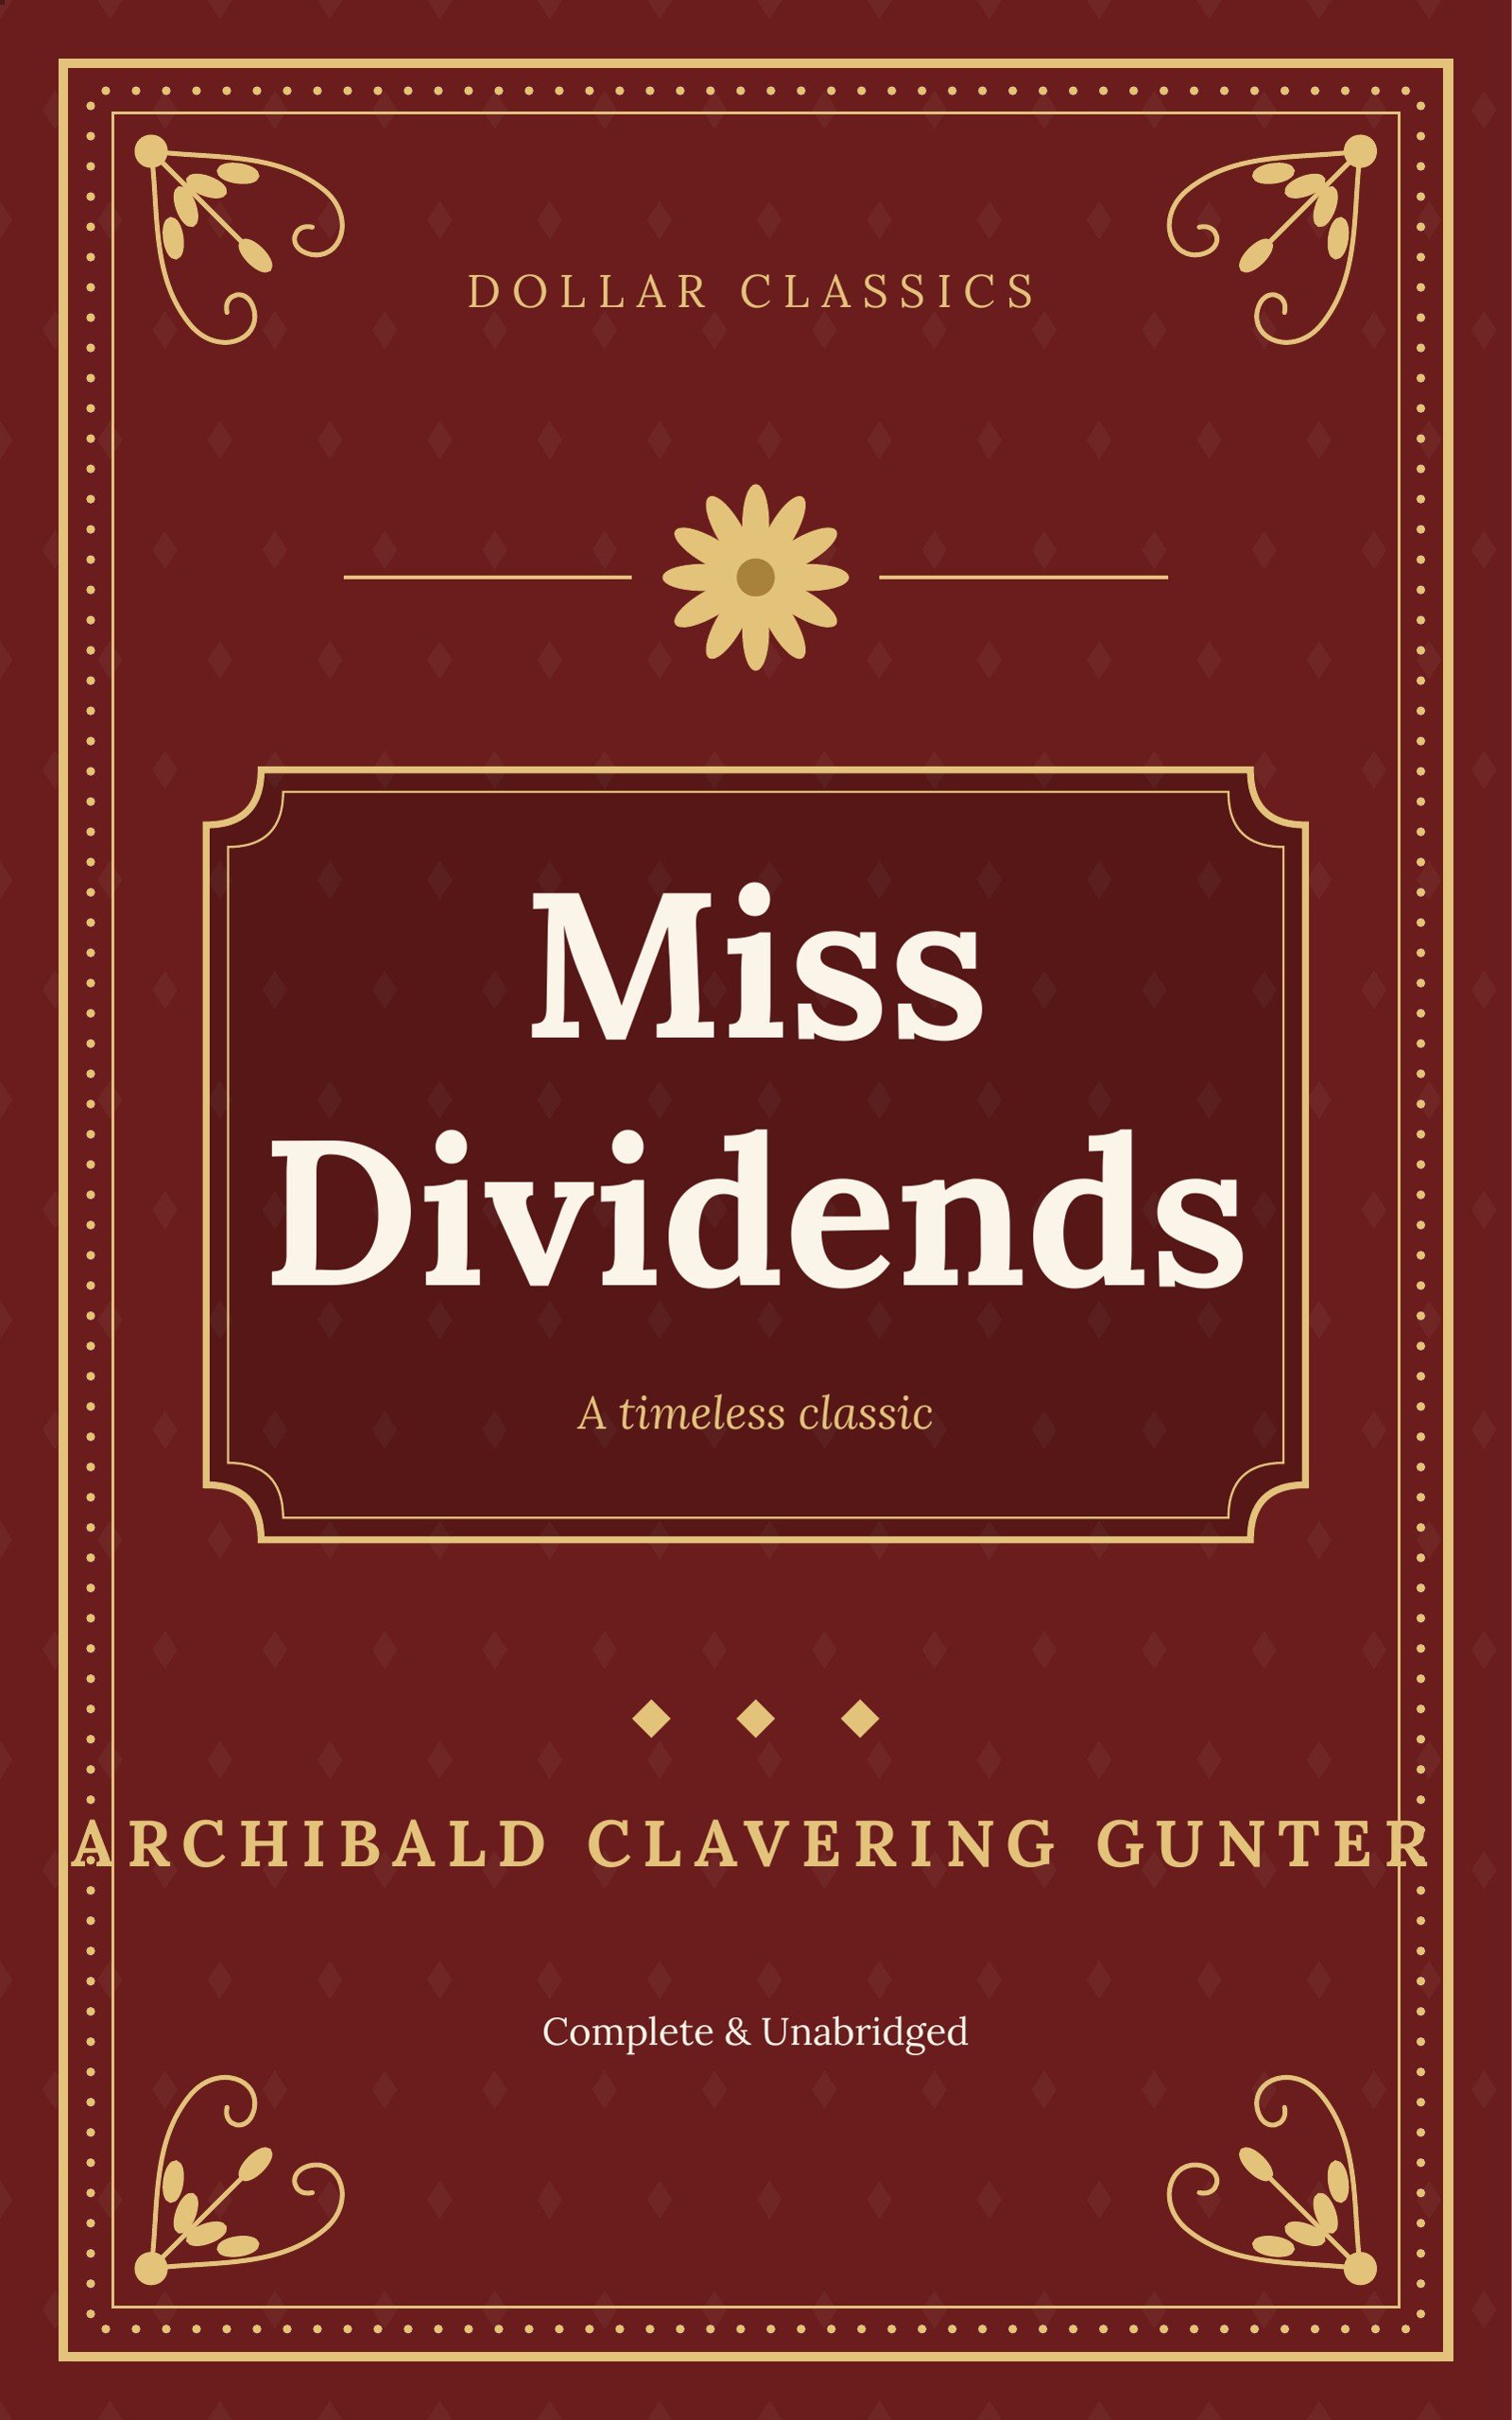 DOLLAR CLASSICS
Miss
Dividends
A timeless classic
ARCHIBALD CLAVERING GUNTER
Complete & Unabridged